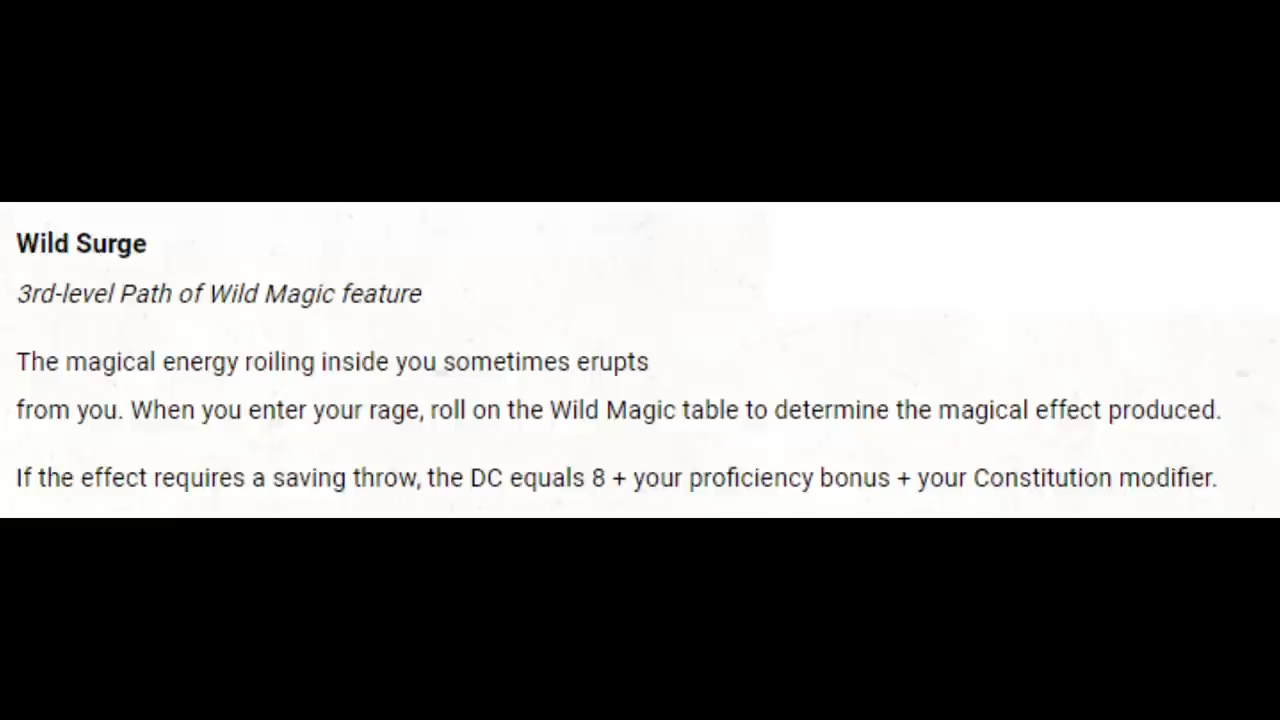 Wild Surge
3rd-level Path of Wild Magic feature
The magical energy roiling inside you sometimes erupts
from you. When you enter your rage, roll on the Wild Magic table to determine the magical effect produced.
If the effect requires a saving throw, the DC equals 8 + your proficiency bonus + your Constitution modifier.